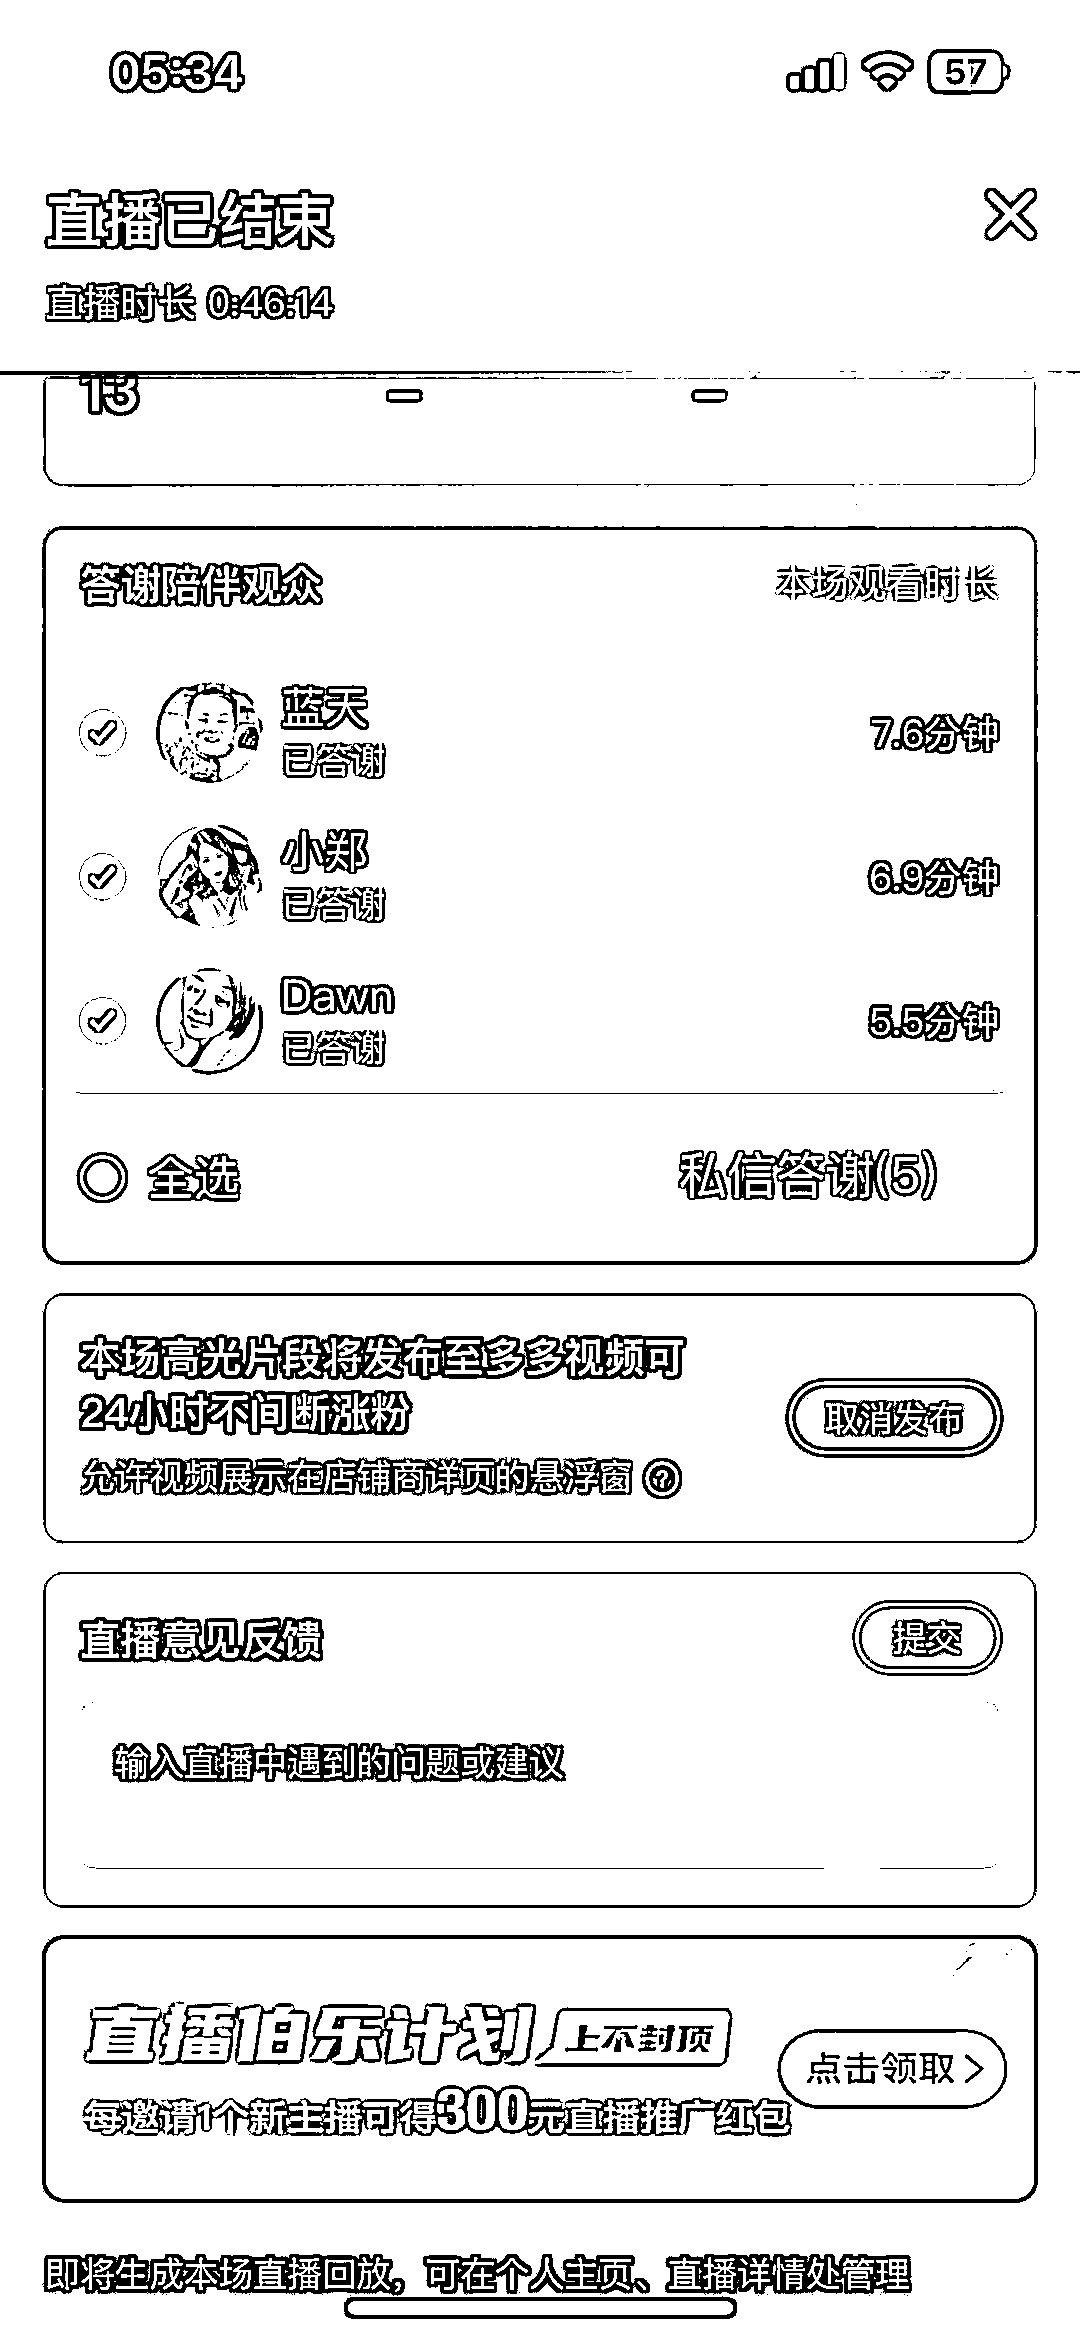 05:34
57
直播已结束
直播时长 0:46:14
13
答谢陪伴观众
本场观看时长
蓝天
已答谢
7.6分钟
小郑
已答谢
6.9分钟
Dawn
已答谢
5.5分钟
全选
私信答谢(5)
本场高光片段将发布至多多视频可
24小时不间断涨粉
取消发布
允许视频展示在店铺商详页的悬浮窗
直播意见反馈
提交
输入直播中遇到的问题或建议
直播伯乐计划
上不封顶
点击领取
每邀请1个新主播可得300元直播推广红包
即将生成本场直播回放，可在个人主页、直播详情处管理